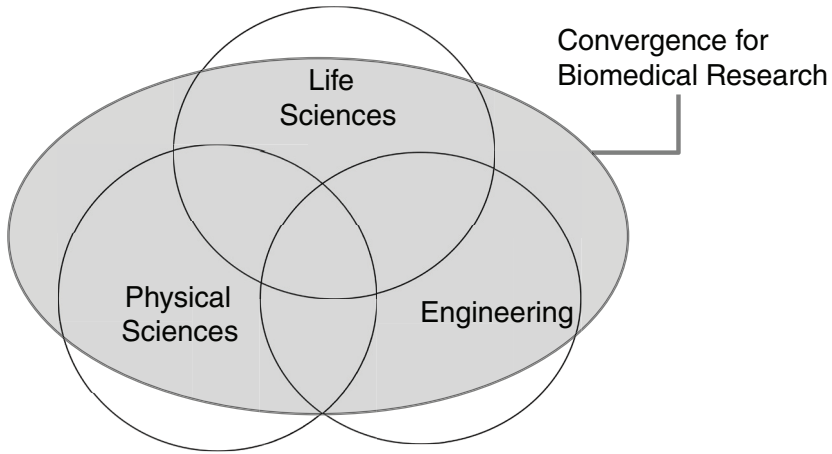 Convergence for
Biomedical Research
Life
Sciences
Physical
Sciences
Engineering